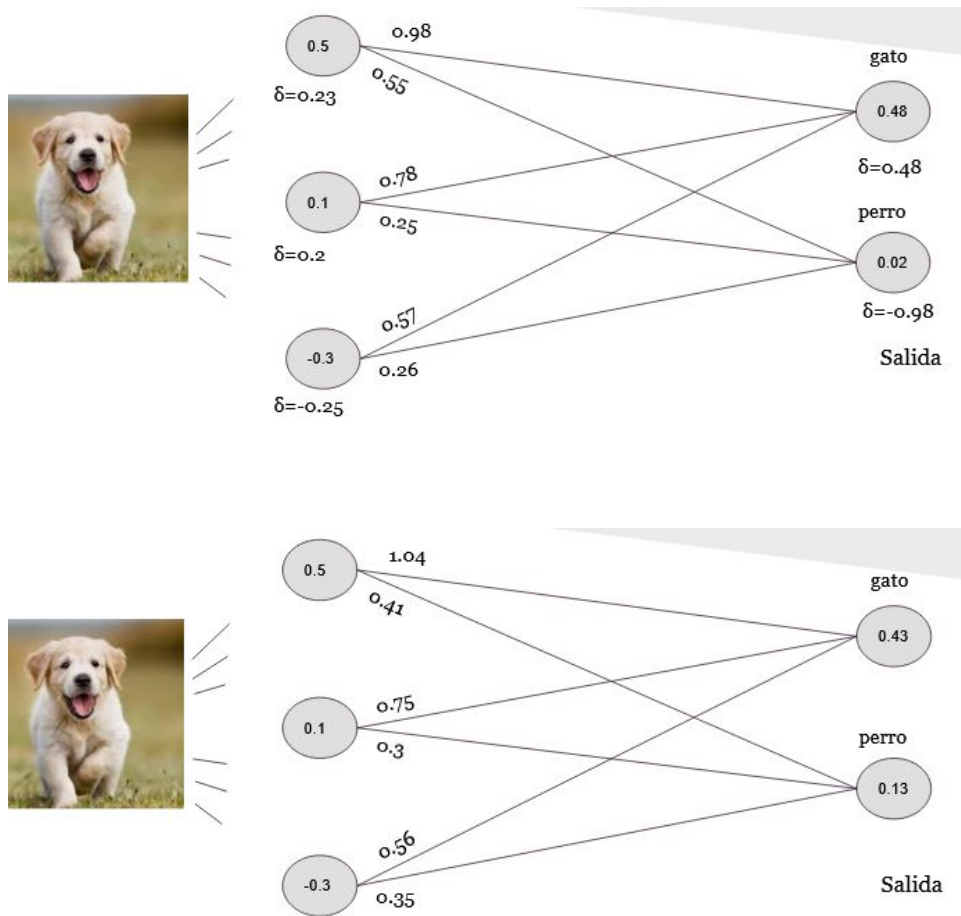 0.5
0.98
0.55
δ=0.23
gato
0.48
δ=0.48
0.1
0.78
0.25
δ=0.2
perro
0.02
δ=-0.98
-0.3
0.57
0.26
δ=-0.25
Salida
0.5
1.04
0.41
gato
0.43
0.1
0.75
0.3
perro
0.13
-0.3
0.56
0.35
Salida